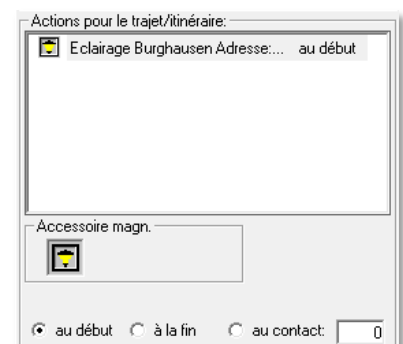 Actions pour le trajet/itinéraire:
Eclairage Burghausen Adresse:... au début
Accessoire magn.
au début à la fin au contact: 0